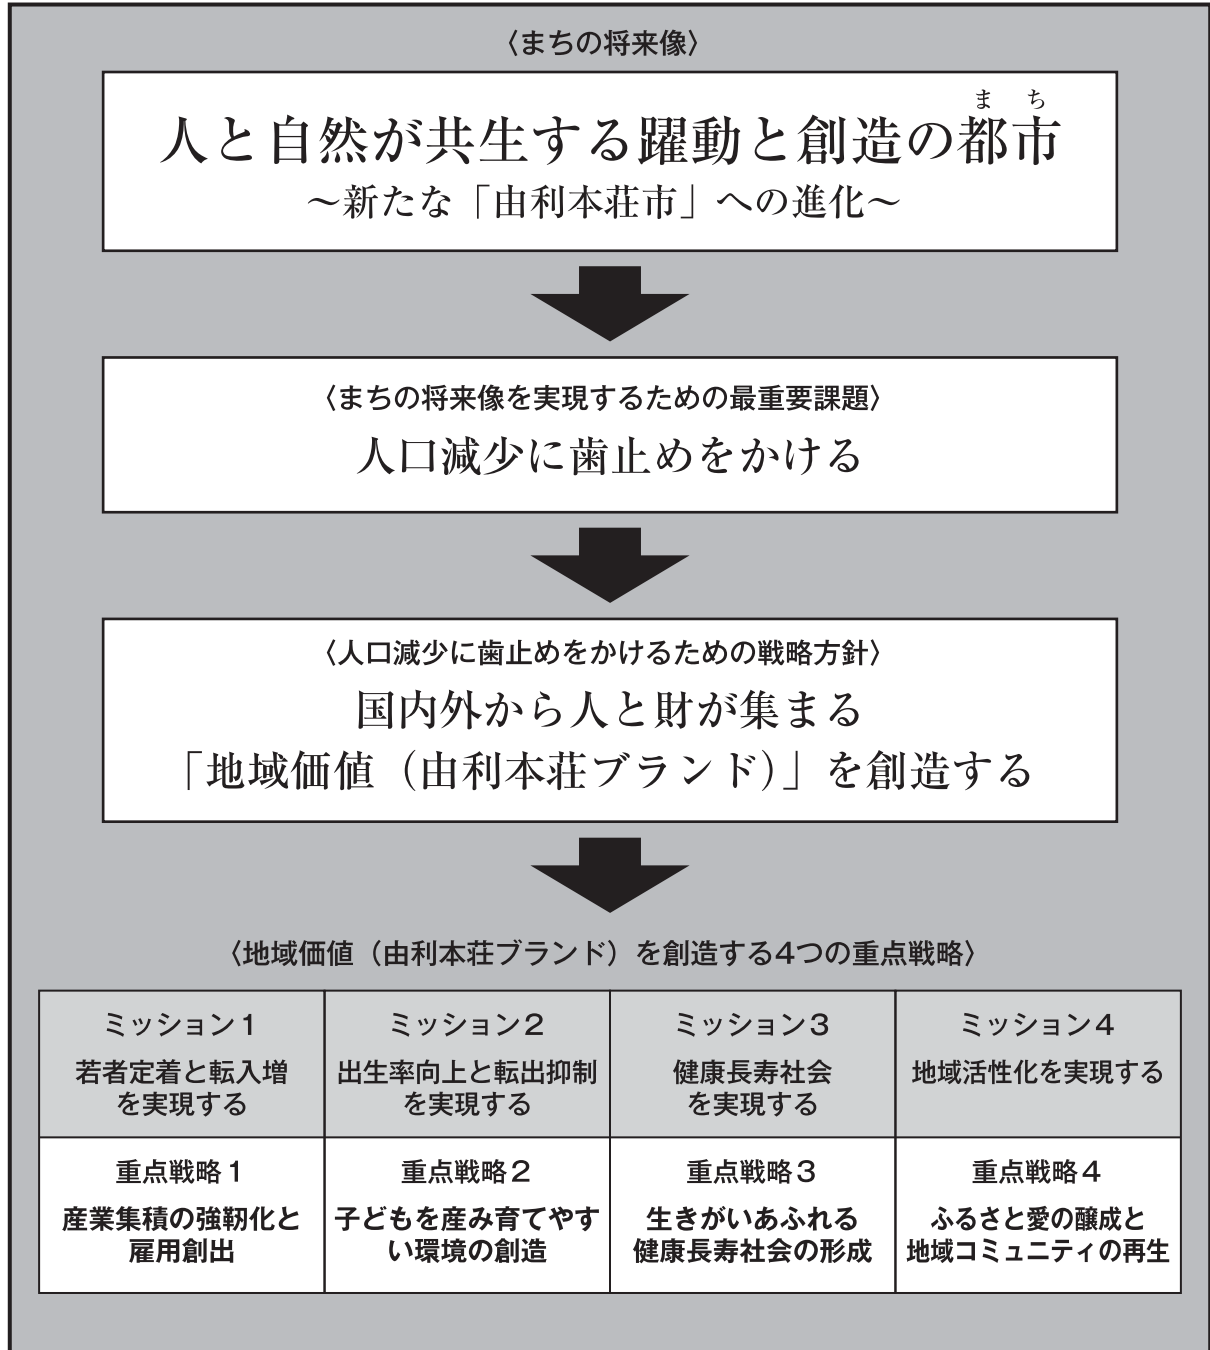 〈まちの将来像〉
まち
人と自然が共生する躍動と創造の都市
～新たな「由利本荘市」への進化～
〈まちの将来像を実現するための最重要課題〉
人口減少に歯止めをかける
〈人口減少に歯止めをかけるための戦略方針〉
国内外から人と財が集まる
「地域価値（由利本荘ブランド）」を創造する
〈地域価値（由利本荘ブランド）を創造する4つの重点戦略〉
ミッション1
若者定着と転入増
を実現する
ミッション2
出生率向上と転出抑制
を実現する
ミッション3
健康長寿社会
を実現する
ミッション4
地域活性化を実現する
重点戦略1
産業集積の強靭化と
雇用創出
重点戦略2
子どもを産み育てやす
い環境の創造
重点戦略3
生きがいあふれる
健康長寿社会の形成
重点戦略4
ふるさと愛の醸成と
地域コミュニティの再生